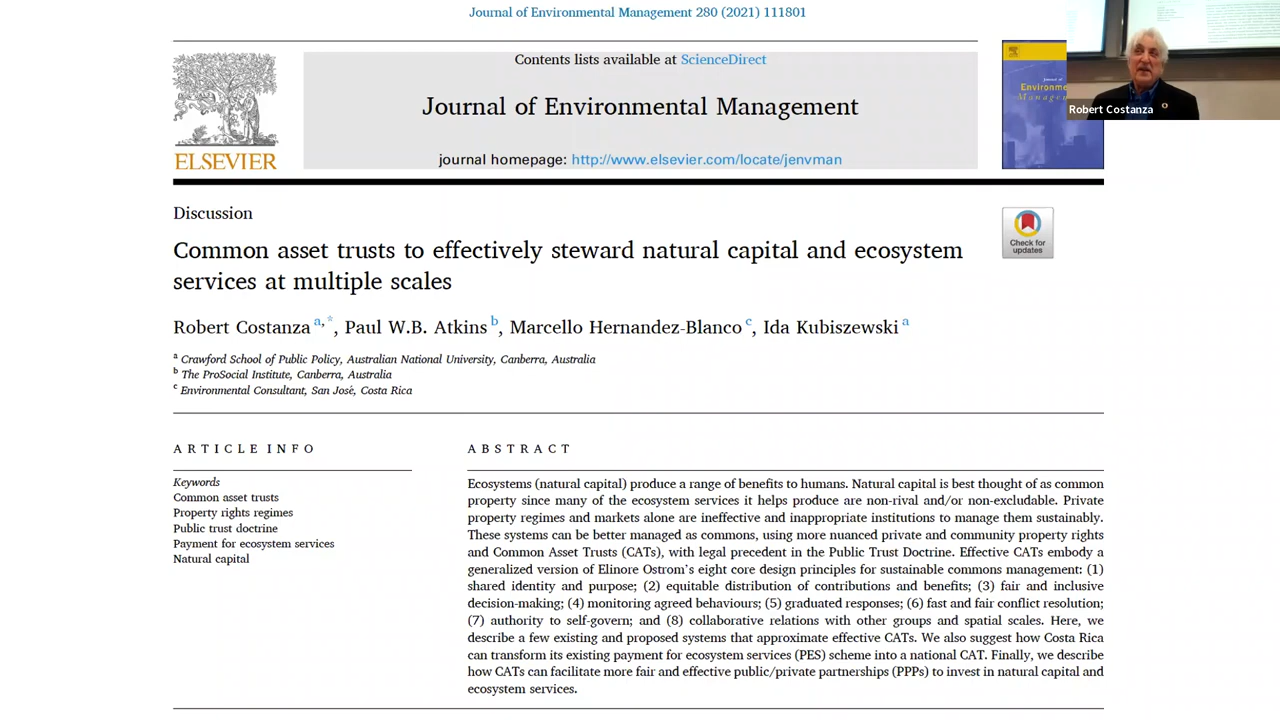 Journal of Environmental Management 280 (2021) 111801
Contents lists available at ScienceDirect
Journal of Environmental Management
journal homepage: http://www.elsevier.com/locate/jenvman
ELSEVIER
Robert Costanza
Discussion
Common asset trusts to effectively steward natural capital and ecosystem
services at multiple scales
Check for
updates
Robert Costanza a,*, Paul W.B. Atkins b, Marcello Hernandez-Blanco c, Ida Kubiszewski a
a Crawford School of Public Policy, Australian National University, Canberra, Australia
b The ProSocial Institute, Canberra, Australia
c Environmental Consultant, San José, Costa Rica
ARTICLE INFO
Keywords
Common asset trusts
Property rights regimes
Public trust doctrine
Payment for ecosystem services
Natural capital
ABSTRACT
Ecosystems (natural capital) produce a range of benefits to humans. Natural capital is best thought of as common
property since many of the ecosystem services it helps produce are non-rival and/or non-excludable. Private
property regimes and markets alone are ineffective and inappropriate institutions to manage them sustainably.
These systems can be better managed as commons, using more nuanced private and community property rights
and Common Asset Trusts (CATs), with legal precedent in the Public Trust Doctrine. Effective CATs embody a
generalized version of Elinore Ostrom's eight core design principles for sustainable commons management: (1)
shared identity and purpose; (2) equitable distribution of contributions and benefits; (3) fair and inclusive
decision-making; (4) monitoring agreed behaviours; (5) graduated responses; (6) fast and fair conflict resolution;
(7) authority to self-govern; and (8) collaborative relations with other groups and spatial scales. Here, we
describe a few existing and proposed systems that approximate effective CATs. We also suggest how Costa Rica
can transform its existing payment for ecosystem services (PES) scheme into a national CAT. Finally, we describe
how CATs can facilitate more fair and effective public/private partnerships (PPPs) to invest in natural capital and
ecosystem services.